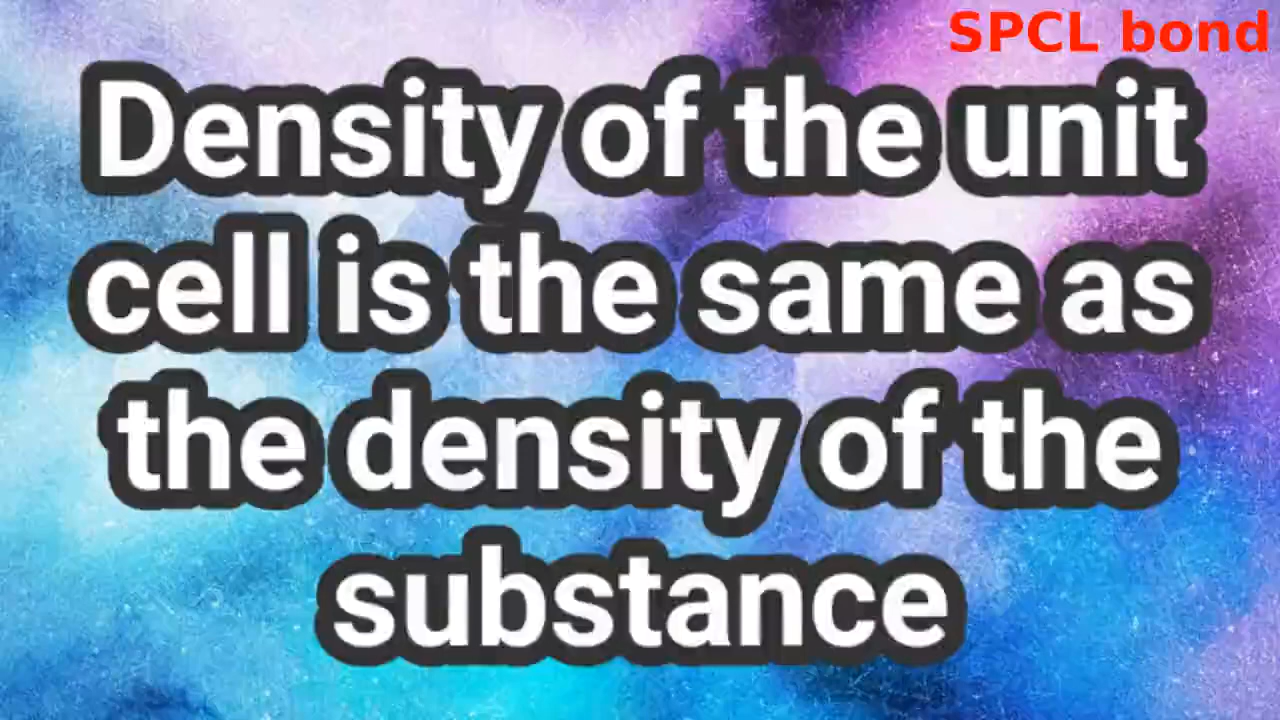 SPCL bond
Density of the unit
cell is the same as
the density of the
substance